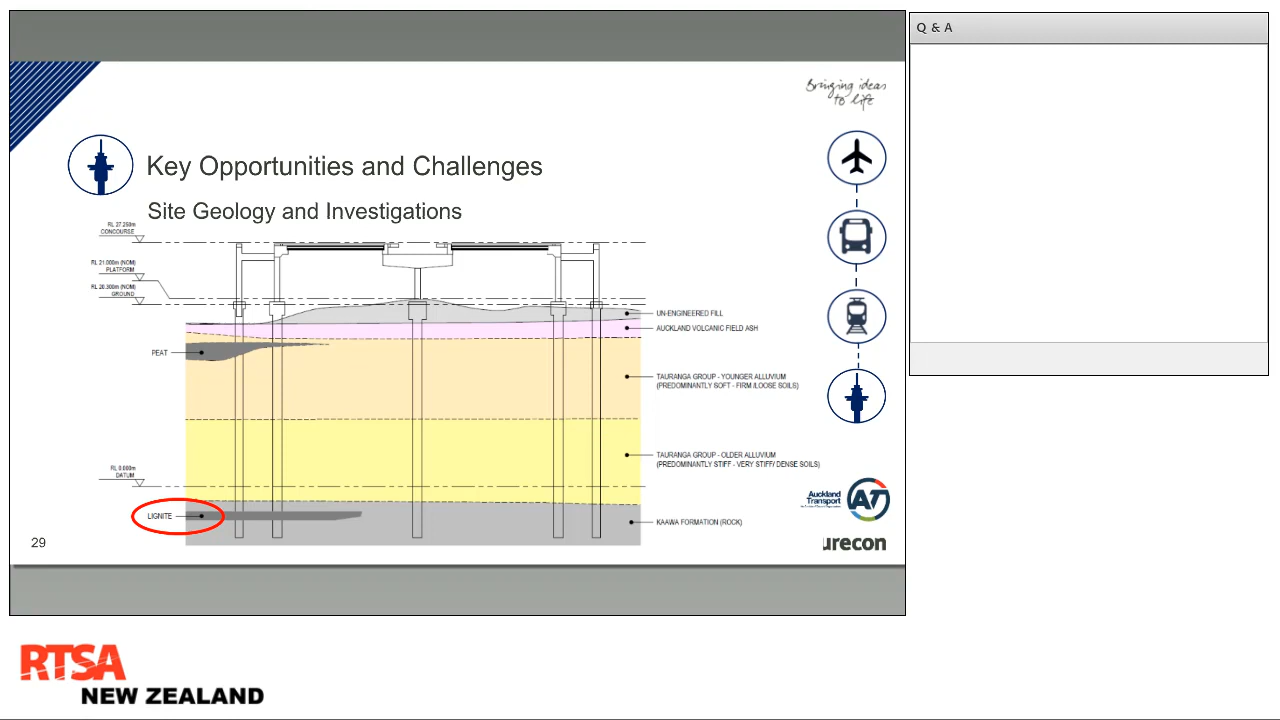 Q & A
Bringing ideas
to life
Key Opportunities and Challenges
Site Geology and Investigations
RL 27.250m
CONCOURSE
RL 21.000m (NOM)
PLATFORM
RL 20.300m (NOM)
GROUND
UN-ENGINEERED FILL
AUCKLAND VOLCANIC FIELD ASH
PEAT
TAURANGA GROUP - YOUNGER ALLUVIUM
(PREDOMINANTLY SOFT - FIRM /LOOSE SOILS)
TAURANGA GROUP - OLDER ALLUVIUM
(PREDOMINANTLY STIFF - VERY STIFF/ DENSE SOILS)
RL 0.000m
DATUM
LIGNITE
KAAWA FORMATION (ROCK)
Auckland
Transport
AT
urecon
29
RTSA
NEW ZEALAND